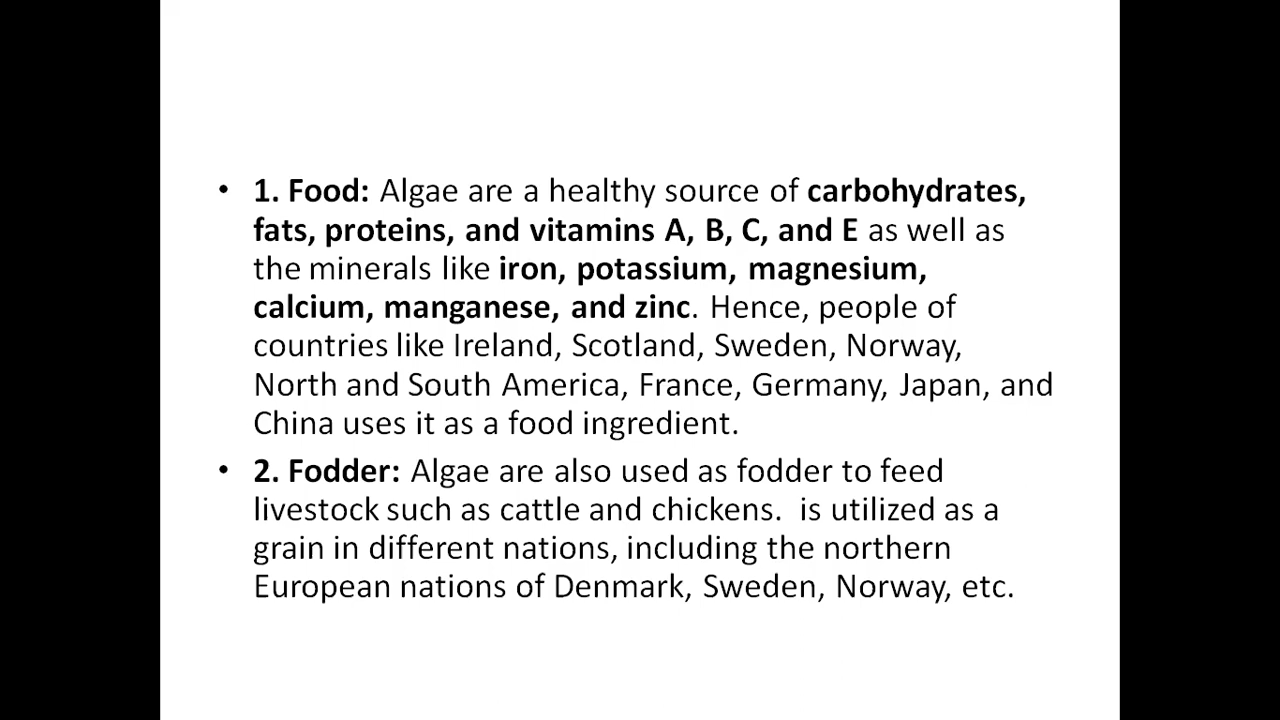 • 1. Food: Algae are a healthy source of carbohydrates,
fats, proteins, and vitamins A, B, C, and E as well as
the minerals like iron, potassium, magnesium,
calcium, manganese, and zinc. Hence, people of
countries like Ireland, Scotland, Sweden, Norway,
North and South America, France, Germany, Japan, and
China uses it as a food ingredient.
• 2. Fodder: Algae are also used as fodder to feed
livestock such as cattle and chickens.  is utilized as a
grain in different nations, including the northern
European nations of Denmark, Sweden, Norway, etc.